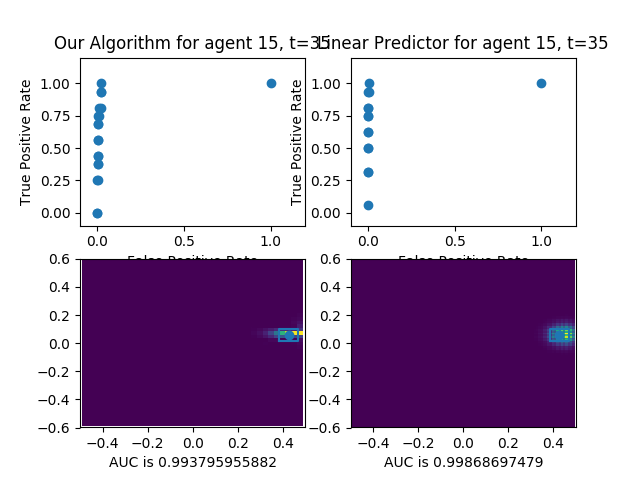 Our Algorithm for agent 15, t=35
Linear Predictor for agent 15, t=35
True Positive Rate
1.00
0.75
0.50
0.25
0.00
0.0 0.5 1.0
False Positive Rate
True Positive Rate
1.00
0.75
0.50
0.25
0.00
0.0 0.5 1.0
False Positive Rate
0.6
0.4
0.2
0.0
−0.2
−0.4
−0.6
−0.4 −0.2 0.0 0.2 0.4
AUC is 0.993795955882
0.6
0.4
0.2
0.0
−0.2
−0.4
−0.6
−0.4 −0.2 0.0 0.2 0.4
AUC is 0.99868697479